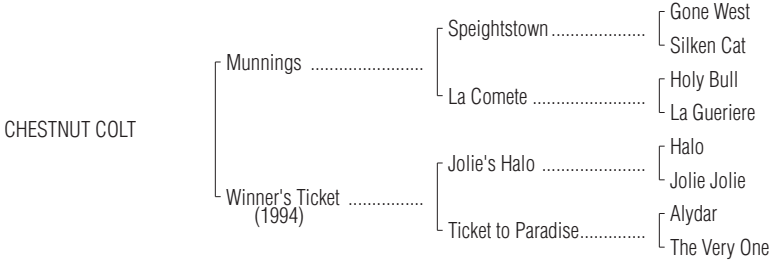 Gone West
Speightstown ....................
Silken Cat
Munnings .......................
Holy Bull
La Comete .......................
La Gueriere
CHESTNUT COLT
Halo
Jolie's Halo .....................
Jolie Jolie
Winner's Ticket ................
(1994)
Alydar
Ticket to Paradise..............
The Very One